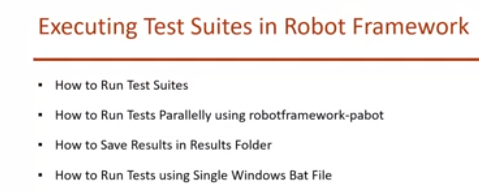 Executing Test Suites in Robot Framework
▪ How to Run Test Suites
▪ How to Run Tests Parallelly using robotframework-pabot
▪ How to Save Results in Results Folder
▪ How to Run Tests using Single Windows Bat File